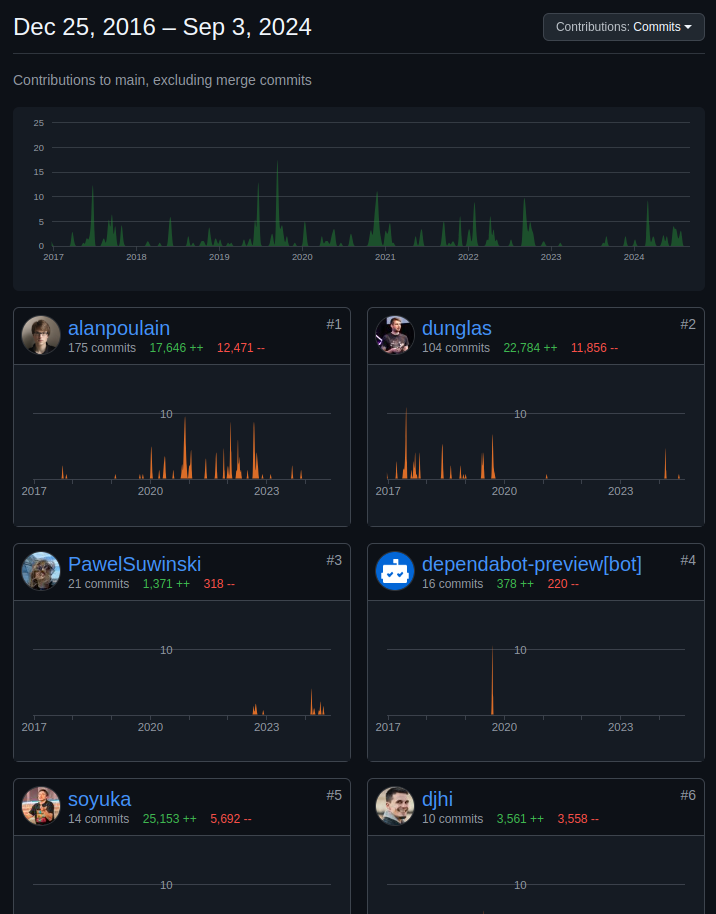 Dec 25, 2016 – Sep 3, 2024
Contributions: Commits
Contributions to main, excluding merge commits
25
20
15
10
5
0
2017 2018 2019 2020 2021 2022 2023 2024
alanpoulain #1
175 commits 17,646 ++ 12,471 --
10
2017 2020 2023
dunglas #2
104 commits 22,784 ++ 11,856 --
10
2017 2020 2023
PawelSuwinski #3
21 commits 1,371 ++ 318 --
10
2017 2020 2023
dependabot-preview[bot] #4
16 commits 378 ++ 220 --
10
2017 2020 2023
soyuka #5
14 commits 25,153 ++ 5,692 --
10
djhi #6
10 commits 3,561 ++ 3,558 --
10